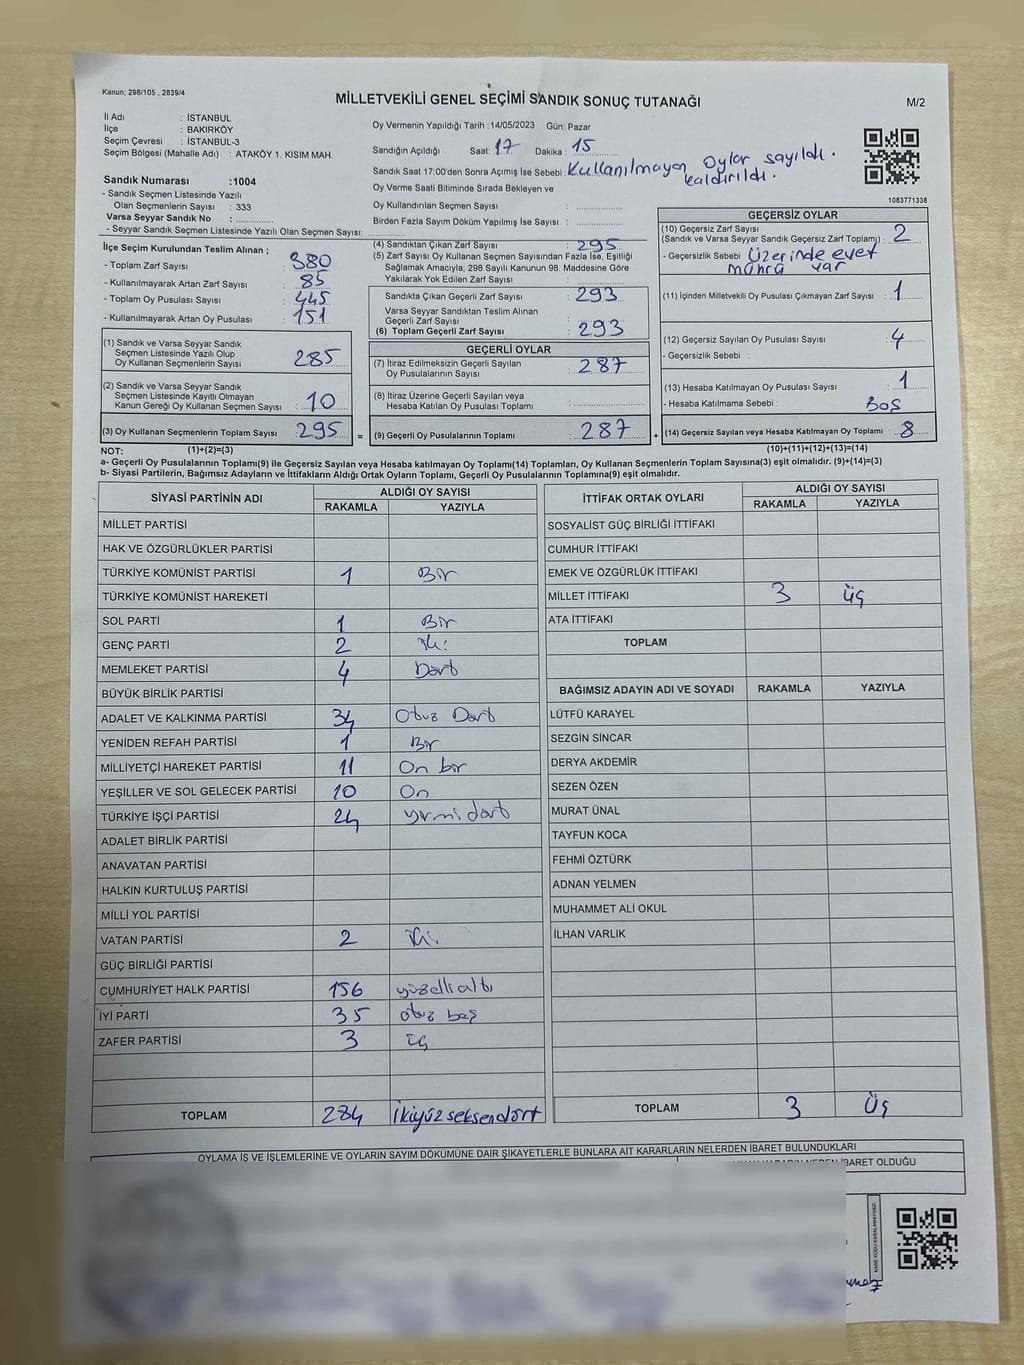 Kanun; 298/105 , 2839/4
MİLLETVEKİLİ GENEL SEÇİMİ SANDIK SONUÇ TUTANAĞI
M/2
İl Adı : İSTANBUL
İlçe : BAKIRKÖY
Seçim Çevresi : İSTANBUL-3
Seçim Bölgesi (Mahalle Adı) : ATAKÖY 1. KISIM MAH.
Sandık Numarası :1004
- Sandık Seçmen Listesinde Yazılı
Olan Seçmenlerin Sayısı : 333
Varsa Seyyar Sandık No : ..............
- Seyyar Sandık Seçmen Listesinde Yazılı Olan Seçmen Sayısı: ..............
Oy Vermenin Yapıldığı Tarih :14/05/2023 Gün: Pazar
Sandığın Açıldığı Saat: 17 Dakika : 15
Sandık Saat 17:00'den Sonra Açımış İse Sebebi : Kullanılmayan oylar sayıldı.
kaldırıldı.
Oy Verme Saati Bitiminde Sırada Bekleyen ve
Oy Kullandırılan Seçmen Sayısı : ..............
Birden Fazla Sayım Döküm Yapılmış İse Sayısı : ..............
1083771338
İlçe Seçim Kurulundan Teslim Alınan ;
- Toplam Zarf Sayısı : 380
- Kullanılmayarak Artan Zarf Sayısı : 85
- Toplam Oy Pusulası Sayısı : 445
- Kullanılmayarak Artan Oy Pusulası : 151
(1) Sandık ve Varsa Seyyar Sandık
Seçmen Listesinde Yazılı Olup
Oy Kullanan Seçmenlerin Sayısı 285
(2) Sandık ve Varsa Seyyar Sandık
Seçmen Listesinde Kayıtlı Olmayan
Kanun Gereği Oy Kullanan Seçmen Sayısı 10
(3) Oy Kullanan Seçmenlerin Toplam Sayısı 295
(4) Sandıktan Çıkan Zarf Sayısı : 295
(5) Zarf Sayısı Oy Kullanan Seçmen Sayısından Fazla İse, Eşitliği
Sağlamak Amacıyla; 298 Sayılı Kanunun 98. Maddesine Göre
Yakılarak Yok Edilen Zarf Sayısı :
Sandıkta Çıkan Geçerli Zarf Sayısı : 293
Varsa Seyyar Sandıktan Teslim Alınan
Geçerli Zarf Sayısı :
(6) Toplam Geçerli Zarf Sayısı : 293
GEÇERLİ OYLAR
(7) İtiraz Edilmeksizin Geçerli Sayılan
Oy Pusulalarının Sayısı : 287
(8) İtiraz Üzerine Geçerli Sayılan veya
Hesaba Katılan Oy Pusulası Toplamı :
= (9) Geçerli Oy Pusulalarının Toplamı : 287 +
GEÇERSİZ OYLAR
(10) Geçersiz Zarf Sayısı
(Sandık ve Varsa Seyyar Sandık Geçersiz Zarf Toplamı) : 2
- Geçersizlik Sebebi : Üzerinde evet
mührü var
(11) İçinden Milletvekili Oy Pusulası Çıkmayan Zarf Sayısı : 1
(12) Geçersiz Sayılan Oy Pusulası Sayısı : 4
- Geçersizlik Sebebi :
(13) Hesaba Katılmayan Oy Pusulası Sayısı : 1
- Hesaba Katılmama Sebebi : Boş
(14) Geçersiz Sayılan veya Hesaba Katılmayan Oy Toplamı : 8
NOT: (1)+(2)=(3) (10)+(11)+(12)+(13)=(14)
a- Geçerli Oy Pusulalarının Toplamı(9) ile Geçersiz Sayılan veya Hesaba katılmayan Oy Toplamı(14) Toplamları, Oy Kullanan Seçmenlerin Toplam Sayısına(3) eşit olmalıdır. (9)+(14)=(3)
b- Siyasi Partilerin, Bağımsız Adayların ve İttifakların Aldığı Ortak Oyların Toplamı, Geçerli Oy Pusulalarının Toplamına(9) eşit olmalıdır.
SİYASİ PARTİNİN ADI ALDIĞI OY SAYISI
RAKAMLA YAZIYLA
MİLLET PARTİSİ
HAK VE ÖZGÜRLÜKLER PARTİSİ
TÜRKİYE KOMÜNİST PARTİSİ 1 Bir
TÜRKİYE KOMÜNİST HAREKETİ
SOL PARTİ 1 Bir
GENÇ PARTİ 2 İki
MEMLEKET PARTİSİ 4 Dört
BÜYÜK BİRLİK PARTİSİ
ADALET VE KALKINMA PARTİSİ 34 Otuz Dört
YENİDEN REFAH PARTİSİ 1 Bir
MİLLİYETÇİ HAREKET PARTİSİ 11 On bir
YEŞİLLER VE SOL GELECEK PARTİSİ 10 On
TÜRKİYE İŞÇİ PARTİSİ 24 yirmi dört
ADALET BİRLİK PARTİSİ
ANAVATAN PARTİSİ
HALKIN KURTULUŞ PARTİSİ
MİLLİ YOL PARTİSİ
VATAN PARTİSİ 2 İki
GÜÇ BİRLİĞİ PARTİSİ
CUMHURİYET HALK PARTİSİ 156 yüzelli altı
İYİ PARTİ 35 otuz beş
ZAFER PARTİSİ 3 üç
TOPLAM 284 İkiyüz seksendört
İTTİFAK ORTAK OYLARI ALDIĞI OY SAYISI
RAKAMLA YAZIYLA
SOSYALİST GÜÇ BİRLİĞİ İTTİFAKI
CUMHUR İTTİFAKI
EMEK VE ÖZGÜRLÜK İTTİFAKI
MİLLET İTTİFAKI 3 üç
ATA İTTİFAKI
TOPLAM
BAĞIMSIZ ADAYIN ADI VE SOYADI RAKAMLA YAZIYLA
LÜTFÜ KARAYEL
SEZGİN SİNCAR
DERYA AKDEMİR
SEZEN ÖZEN
MURAT ÜNAL
TAYFUN KOCA
FEHMİ ÖZTÜRK
ADNAN YELMEN
MUHAMMET ALİ OKUL
İLHAN VARLIK
TOPLAM 3 Üç
OYLAMA İŞ VE İŞLEMLERİNE VE OYLARIN SAYIM DÖKÜMÜNE DAİR ŞİKAYETLERLE BUNLARA AİT KARARLARIN NELERDEN İBARET BULUNDUKLARI
İBARET OLDUĞU
KARE KODU KARALAMAYINIZ!